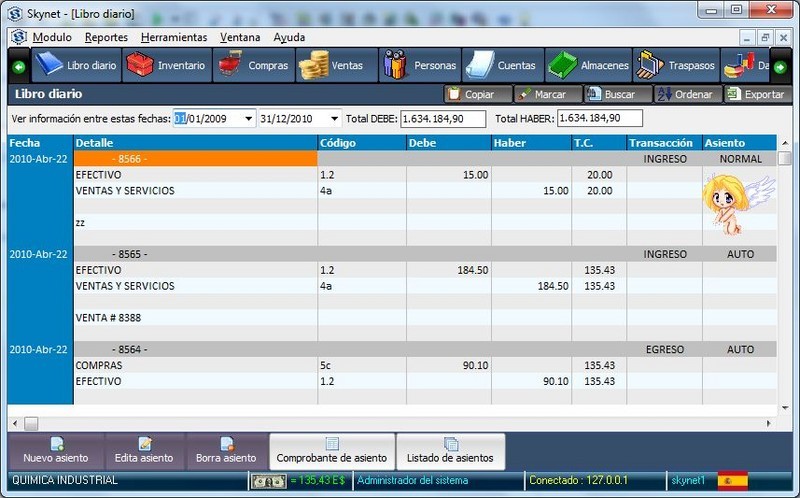 Skynet - [Libro diario]
Modulo Reportes Herramientas Ventana Ayuda
Libro diario Inventario Compras Ventas Personas Cuentas Almacenes Traspasos Da
Libro diario Copiar Marcar Buscar Ordenar Exportar
Ver información entre estas fechas: 01/01/2009 31/12/2010 Total DEBE: 1.634.184,90 Total HABER: 1.634.184,90
Fecha Detalle Código Debe Haber T.C. Transacción Asiento
2010-Abr-22 - 8566 - INGRESO NORMAL
EFECTIVO 1.2 15.00 20.00
VENTAS Y SERVICIOS 4a 15.00 20.00
zz
2010-Abr-22 - 8565 - INGRESO AUTO
EFECTIVO 1.2 184.50 135.43
VENTAS Y SERVICIOS 4a 184.50 135.43
VENTA # 8388
2010-Abr-22 - 8564 - EGRESO AUTO
COMPRAS 5c 90.10 135.43
EFECTIVO 1.2 90.10 135.43
Nuevo asiento Edita asiento Borra asiento Comprobante de asiento Listado de asientos
QUIMICA INDUSTRIAL = 135,43 E$ Administrador del sistema Conectado : 127.0.0.1 skynet1